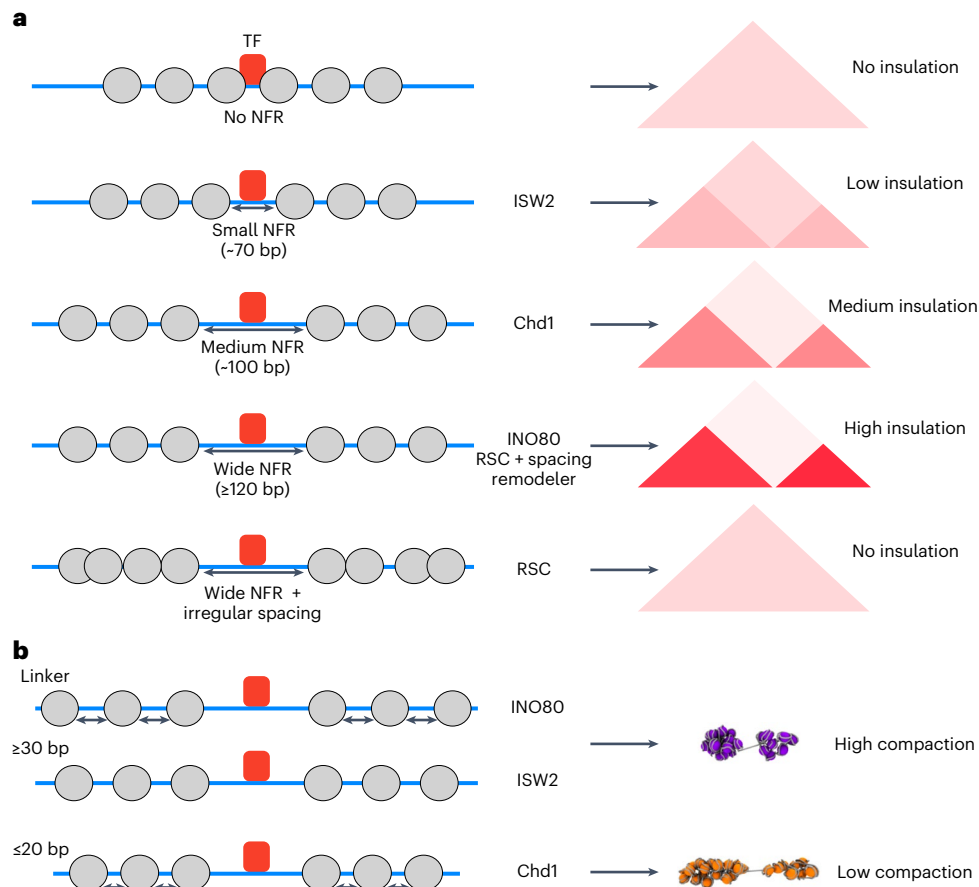 a
TF
No NFR
No insulation
Small NFR
(~70 bp)
ISW2
Low insulation
Medium NFR
(~100 bp)
Chd1
Medium insulation
Wide NFR
(≥120 bp)
INO80
RSC + spacing
remodeler
High insulation
Wide NFR +
irregular spacing
RSC
No insulation
b
Linker
INO80
≥30 bp
ISW2
High compaction
≤20 bp
Chd1
Low compaction